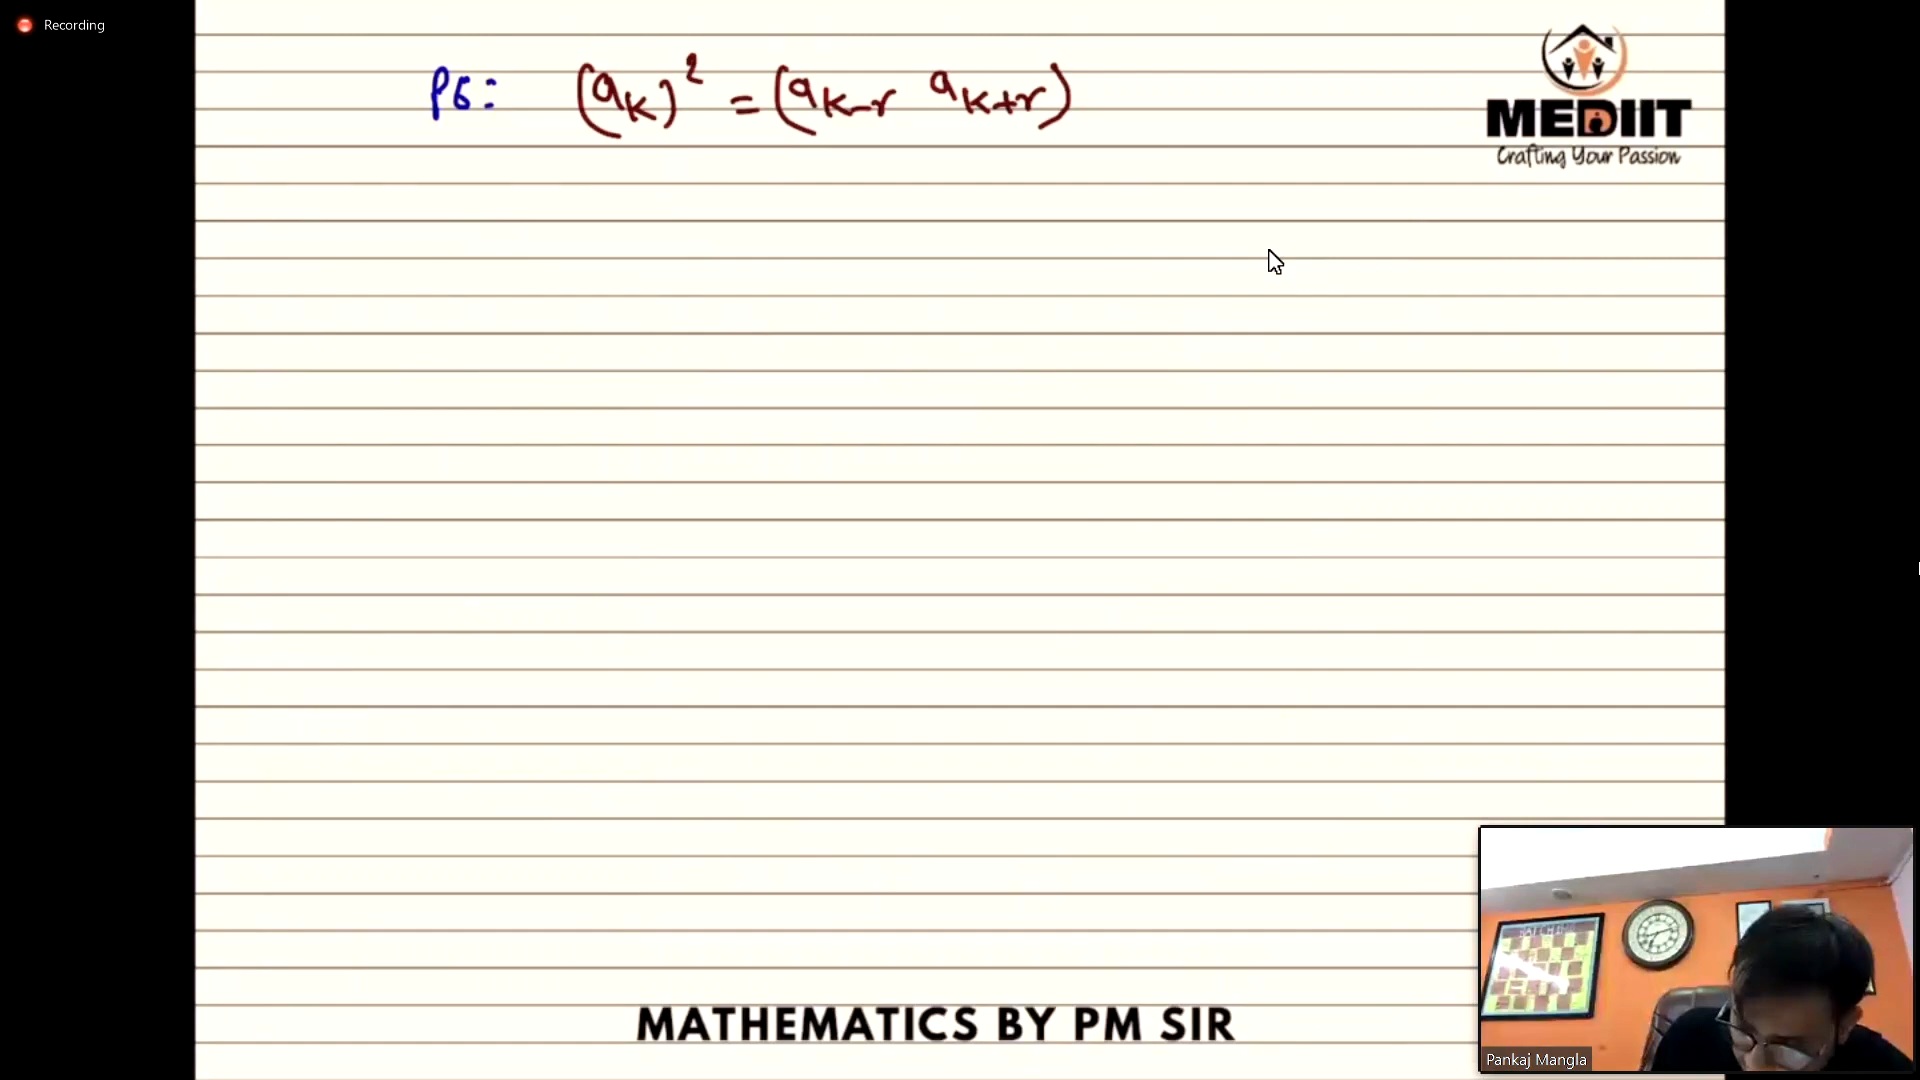 Recording
P6: (a_k)^2 = (a_{k-r} a_{k+r})
MEDIIT
Crafting Your Passion
MATHEMATICS BY PM SIR
Pankaj Mangla